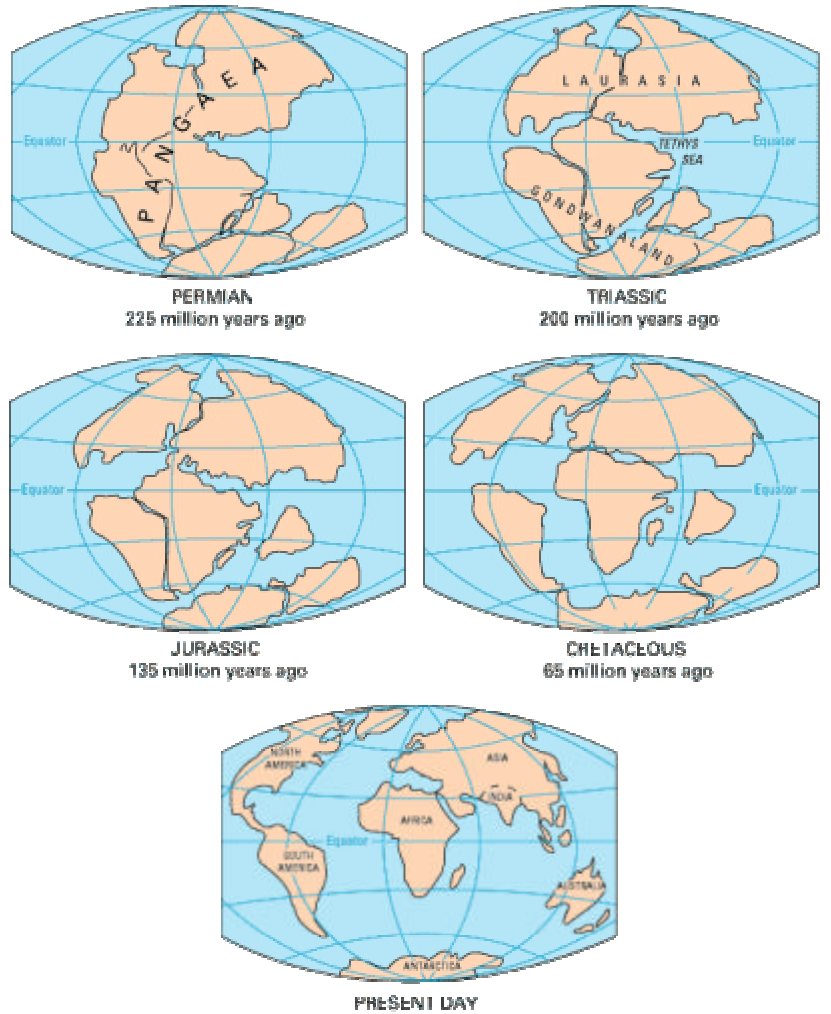 PANGAEA
Equator
PERMIAN
225 million years ago
LAURASIA
TETHYS
SEA
Equator
GONDWANALAND
TRIASSIC
200 million years ago
Equator
JURASSIC
135 million years ago
Equator
CRETACEOUS
65 million years ago
NORTH
AMERICA
ASIA
INDIA
AFRICA
Equator
SOUTH
AMERICA
AUSTRALIA
ANTARCTICA
PRESENT DAY